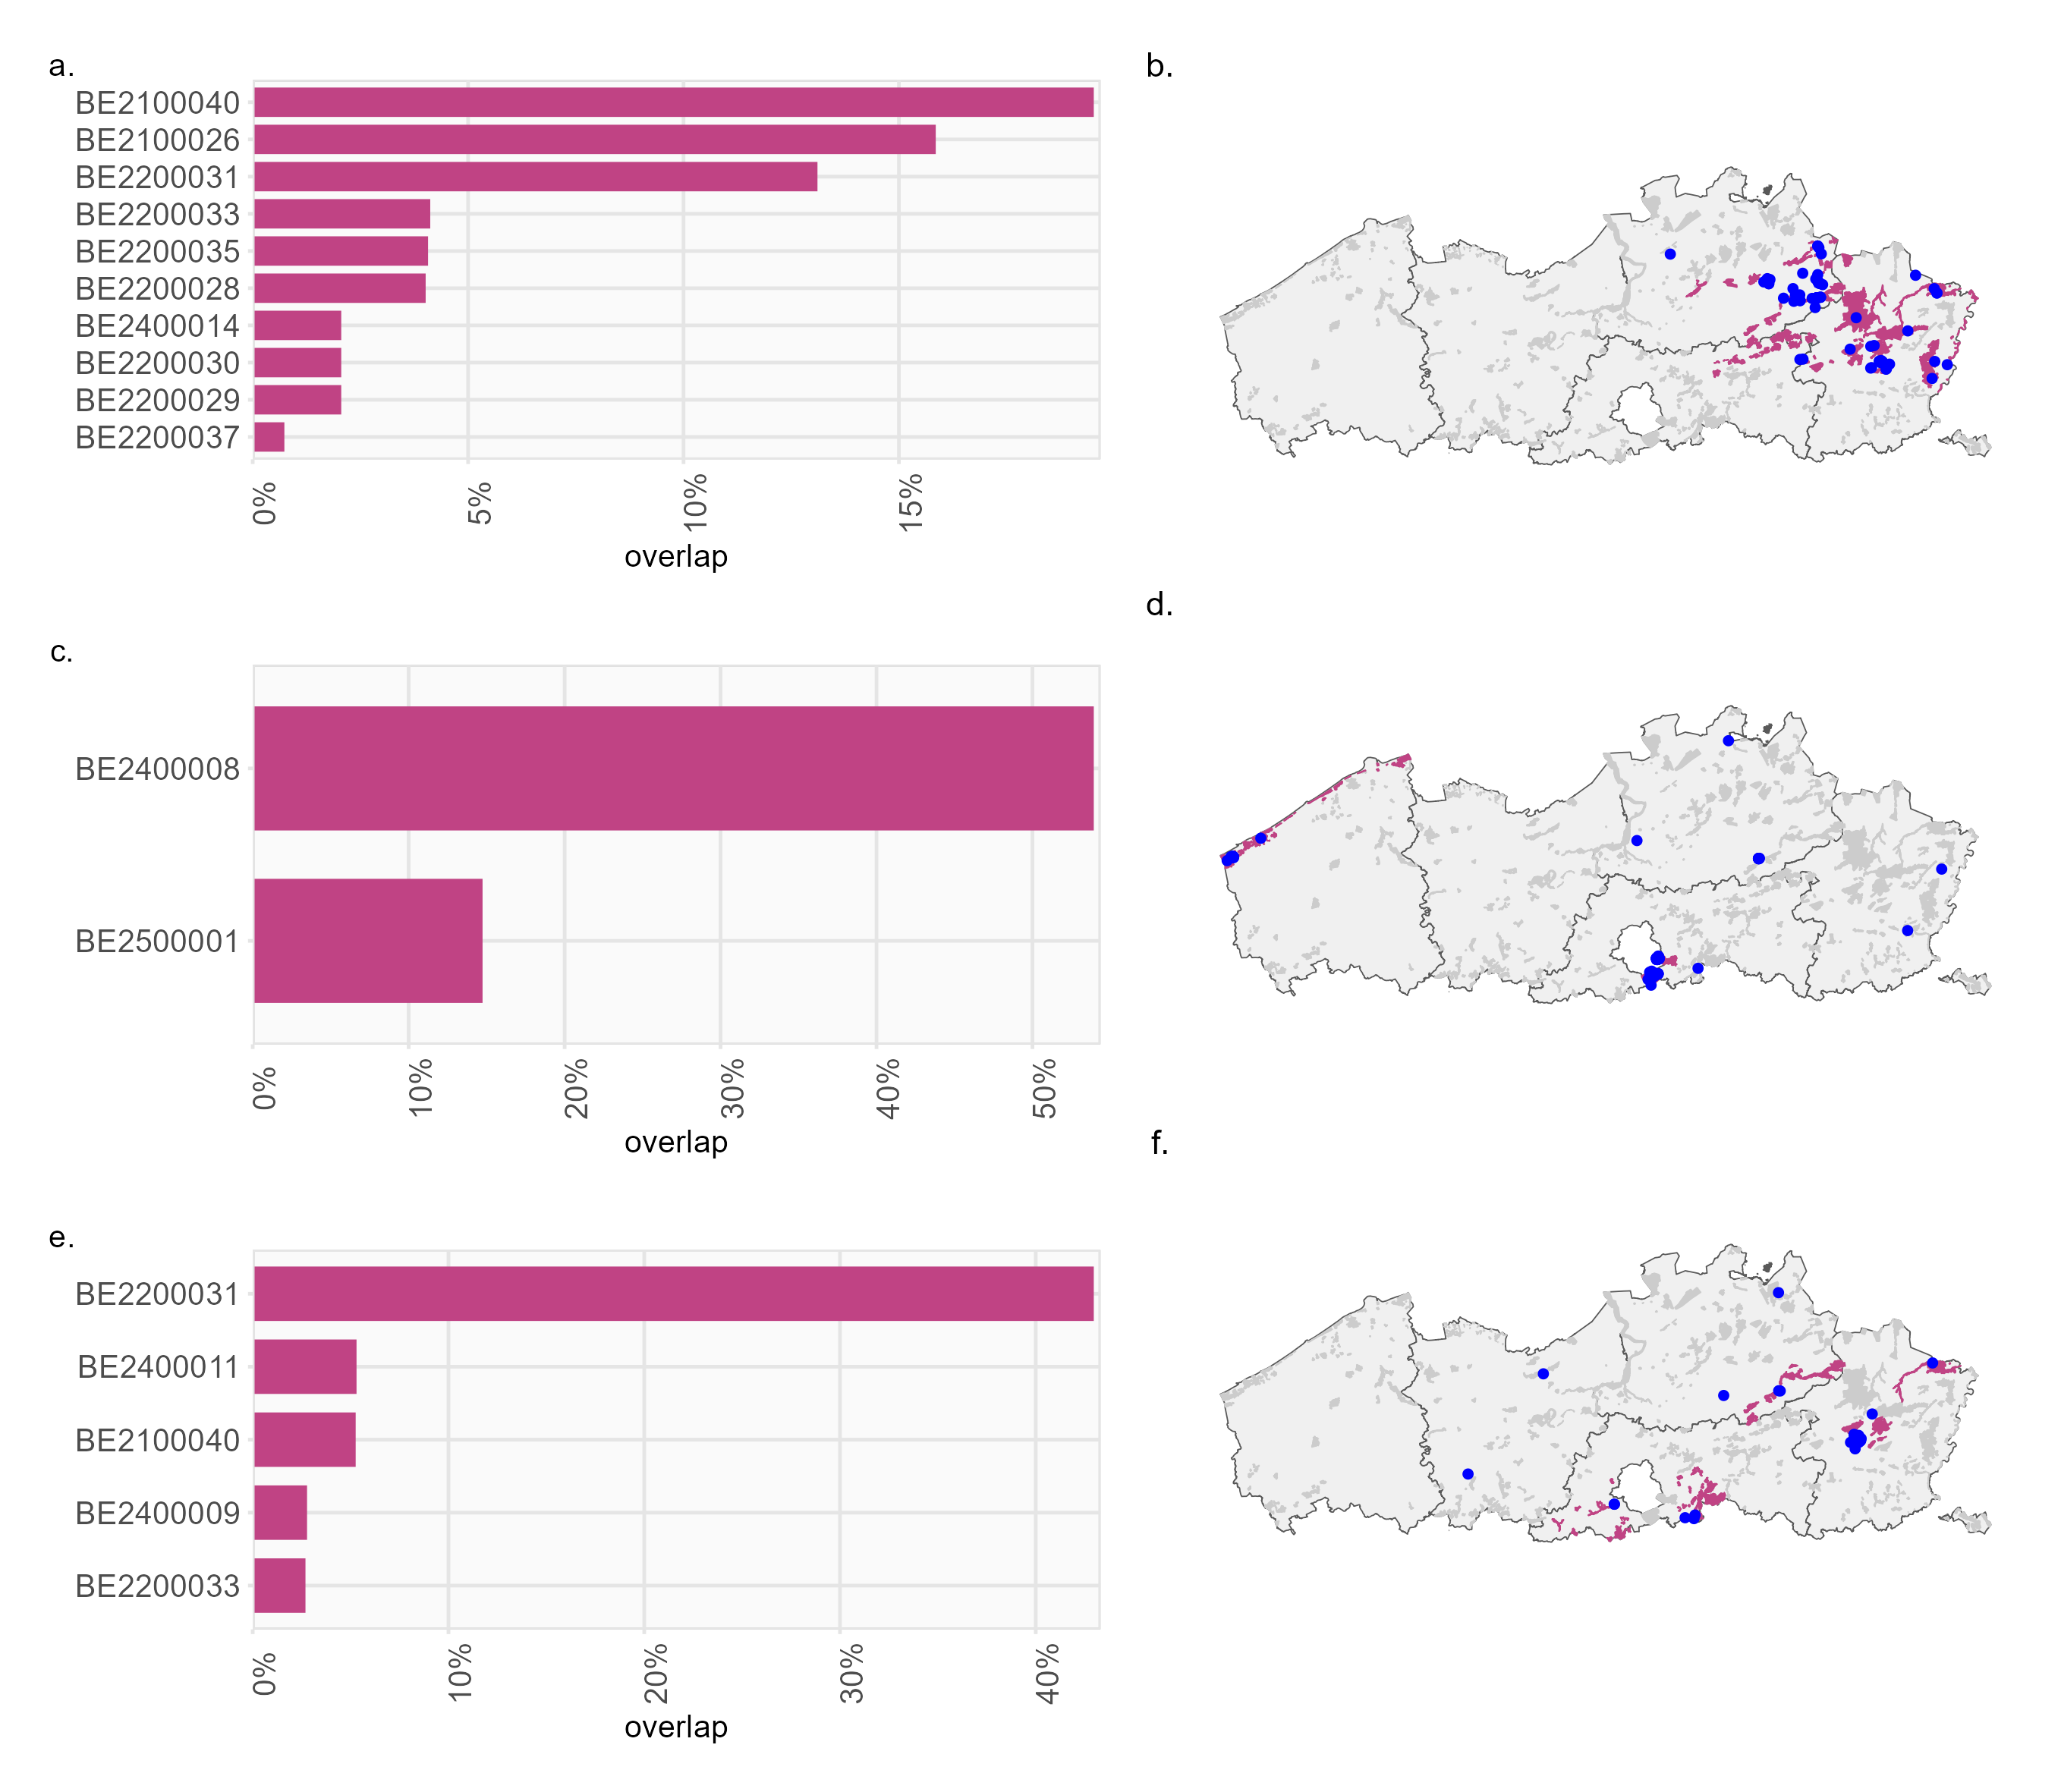 a.
BE2100040
BE2100026
BE2200031
BE2200033
BE2200035
BE2200028
BE2400014
BE2200030
BE2200029
BE2200037
0% 5% 10% 15%
overlap
b.
c.
BE2400008
BE2500001
0% 10% 20% 30% 40% 50%
overlap
d.
e.
BE2200031
BE2400011
BE2100040
BE2400009
BE2200033
0% 10% 20% 30% 40%
overlap
f.